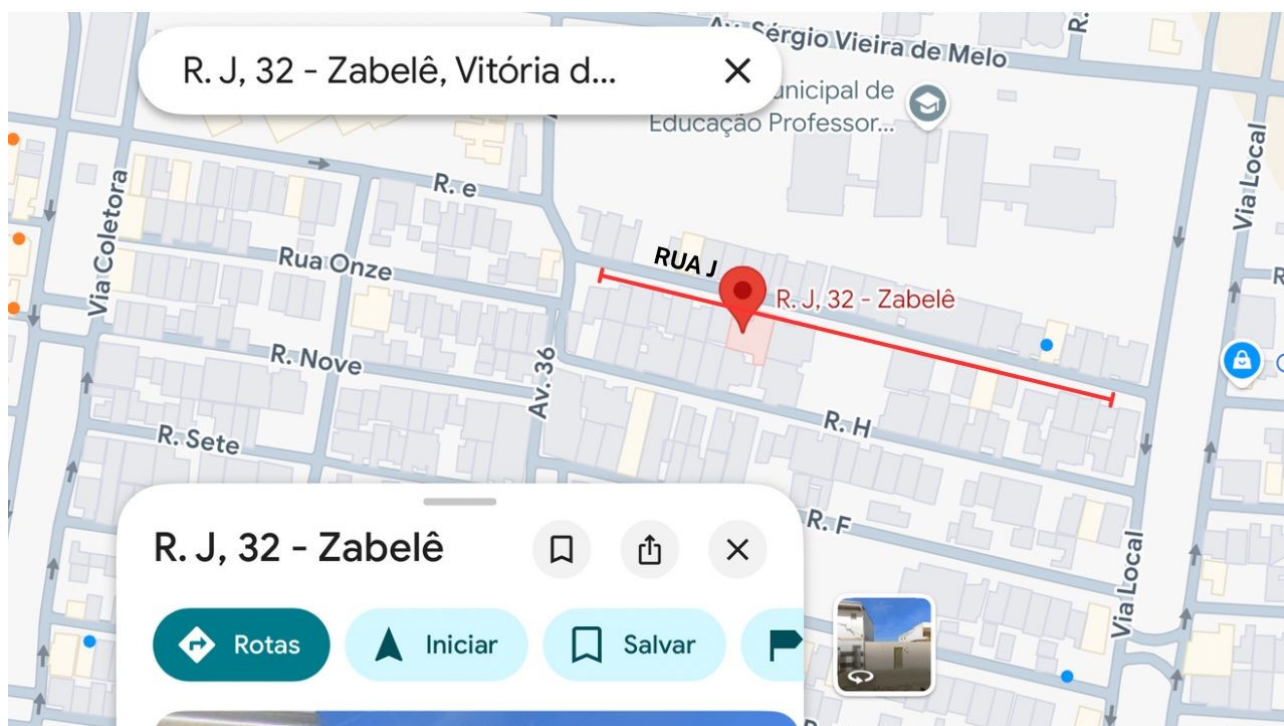 Av. Sérgio Vieira de Melo
R.
R. J, 32 - Zabelê, Vitória d...
unicipal de
Educação Professor...
Via Local
Via Coletora
R. e
Rua Onze
RUA J
R. J, 32 - Zabelê
R. Nove
Av. 36
R. H
R. Sete
R. F
Via Local
R. J, 32 - Zabelê
Rotas
Iniciar
Salvar